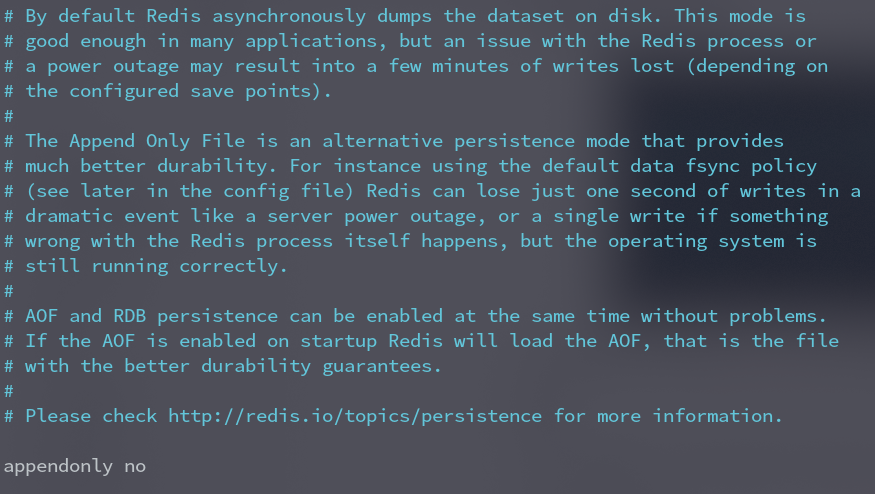 # By default Redis asynchronously dumps the dataset on disk. This mode is
# good enough in many applications, but an issue with the Redis process or
# a power outage may result into a few minutes of writes lost (depending on
# the configured save points).
#
# The Append Only File is an alternative persistence mode that provides
# much better durability. For instance using the default data fsync policy
# (see later in the config file) Redis can lose just one second of writes in a
# dramatic event like a server power outage, or a single write if something
# wrong with the Redis process itself happens, but the operating system is
# still running correctly.
#
# AOF and RDB persistence can be enabled at the same time without problems.
# If the AOF is enabled on startup Redis will load the AOF, that is the file
# with the better durability guarantees.
#
# Please check http://redis.io/topics/persistence for more information.

appendonly no